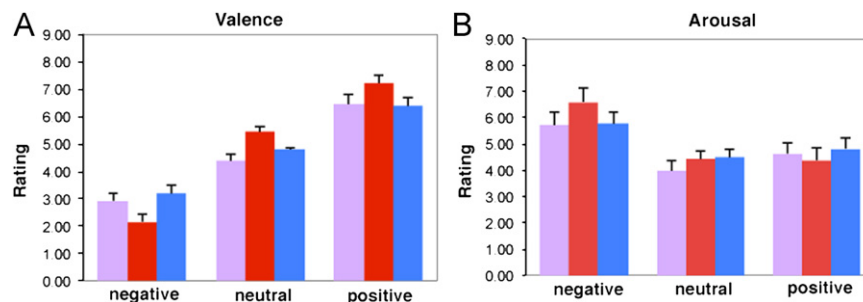 A
Valence
Rating
9 00
8 00
7 00
6 00
5 00
4 00
3 00
2 00
1 00
0 00
negative neutral positive
B
Arousal
Rating
9 00
8 00
7 00
6 00
5 00
4 00
3 00
2 00
1 00
0.00
negative neutral positive